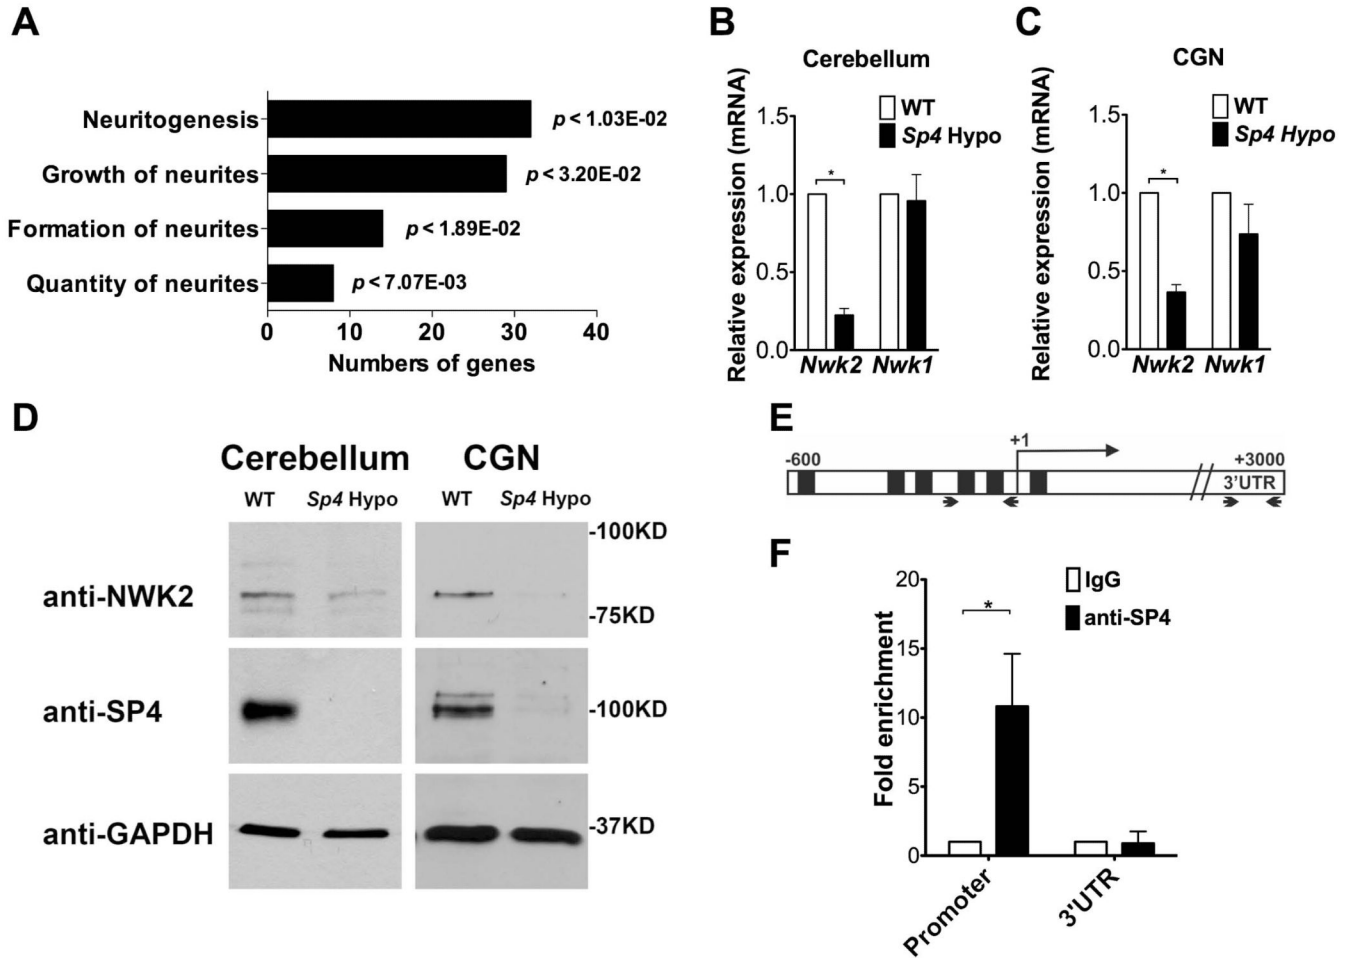 A
Neuritogenesis
p < 1.03E-02
Growth of neurites
p < 3.20E-02
Formation of neurites
p < 1.89E-02
Quantity of neurites
p < 7.07E-03
0 10 20 30 40
Numbers of genes
B
Cerebellum
WT
Sp4 Hypo
Relative expression (mRNA)
1.5
1.0
0.5
0.0
*
Nwk2 Nwk1
C
CGN
WT
Sp4 Hypo
Relative expression (mRNA)
1.5
1.0
0.5
0.0
*
Nwk2 Nwk1
D
Cerebellum CGN
WT Sp4 Hypo WT Sp4 Hypo
-100KD
anti-NWK2
-75KD
anti-SP4
-100KD
anti-GAPDH
-37KD
E
-600
+1
+3000
3'UTR
F
IgG
anti-SP4
Fold enrichment
20
15
10
5
0
*
Promoter
3'UTR